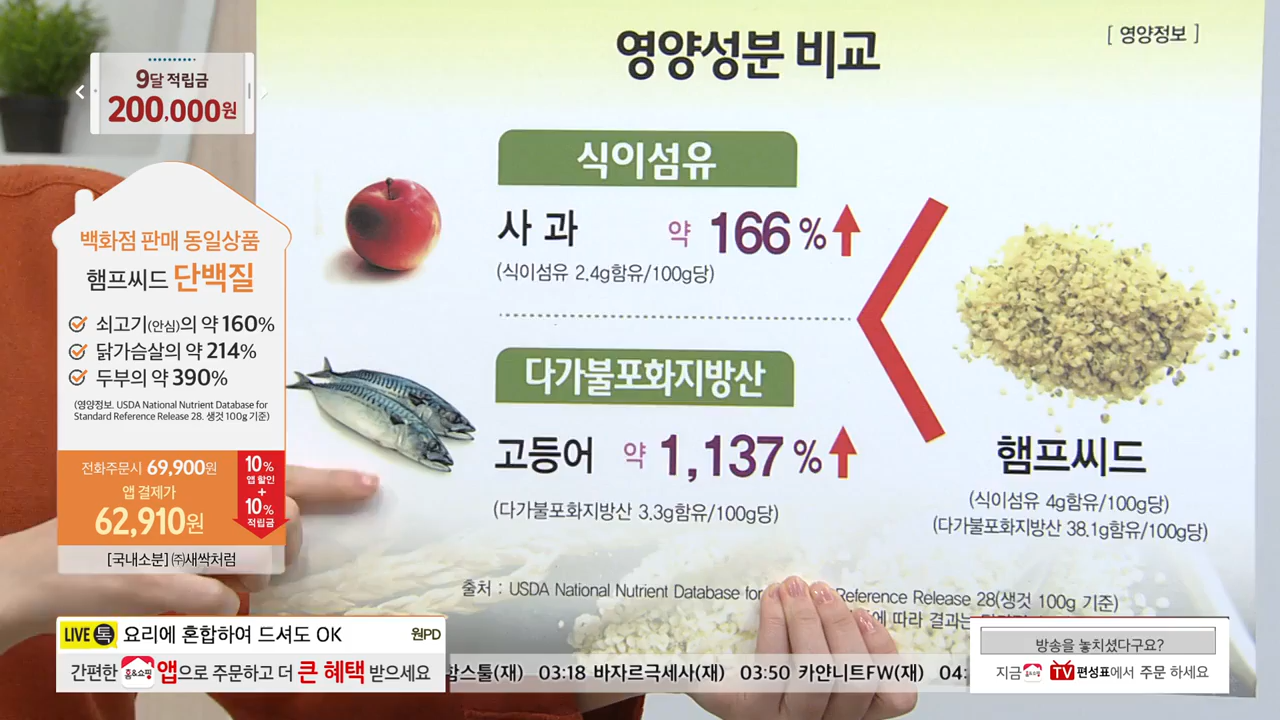 영양성분 비교
[ 영양정보 ]
9달 적립금
200,000원
식이섬유
사 과 약 166%
(식이섬유 2.4g함유/100g당)
다가불포화지방산
고등어 약 1,137%
(다가불포화지방산 3.3g함유/100g당)
햄프씨드
(식이섬유 4g함유/100g당)
(다가불포화지방산 38.1g함유/100g당)
출처 : USDA National Nutrient Database for Reference Release 28(생것 100g 기준)
에 따라 결과는
백화점 판매 동일상품
햄프씨드 단백질
쇠고기(안심)의 약 160%
닭가슴살의 약 214%
두부의 약 390%
(영양정보. USDA National Nutrient Database for
Standard Reference Release 28. 생것 100g 기준)
전화주문시 69,900원
앱 결제가
62,910원
10%
앱 할인
+
10%
적립금
[국내소분] ㈜새싹처럼
LIVE 톡 요리에 혼합하여 드셔도 OK 원PD
간편한 홈&쇼핑 앱으로 주문하고 더 큰 혜택 받으세요
함스툴(재) 03:18 바자르극세사(재) 03:50 카얀니트FW(재) 04:
방송을 놓치셨다구요?
지금 홈&쇼핑 TV편성표에서 주문 하세요